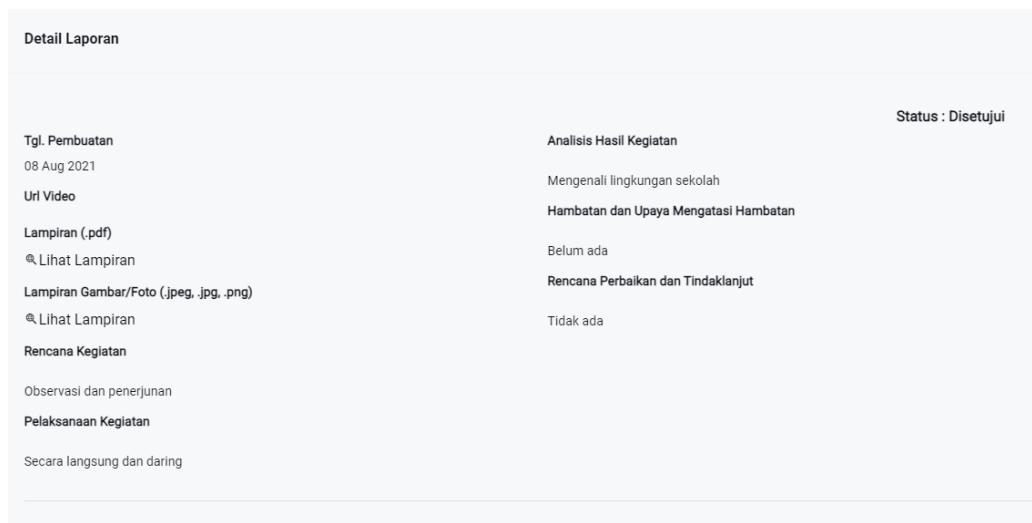 Detail Laporan
Status : Disetujui
Tgl. Pembuatan
08 Aug 2021
Url Video
Lampiran (.pdf)
Lihat Lampiran
Lampiran Gambar/Foto (.jpeg, .jpg, .png)
Lihat Lampiran
Rencana Kegiatan
Observasi dan penerjunan
Pelaksanaan Kegiatan
Secara langsung dan daring
Analisis Hasil Kegiatan
Mengenali lingkungan sekolah
Hambatan dan Upaya Mengatasi Hambatan
Belum ada
Rencana Perbaikan dan Tindaklanjut
Tidak ada